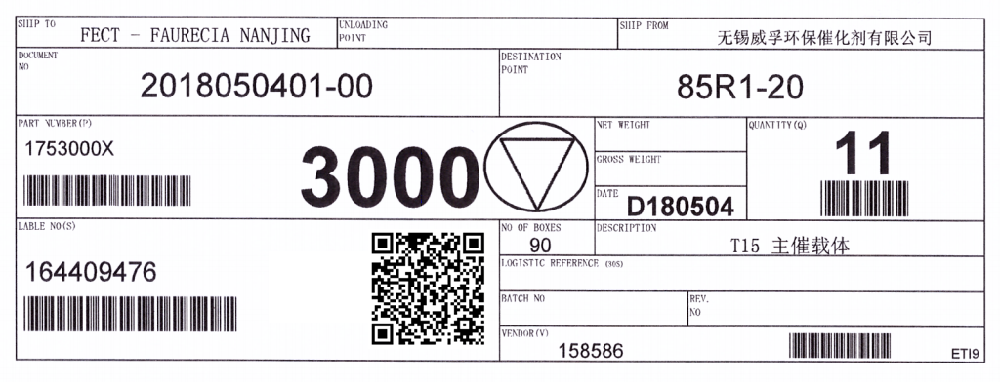 SHIP TO
FECT - FAURECIA NANJING
UNLOADING
POINT
SHIP FROM
无锡威孚环保催化剂有限公司
DOCUMENT
NO
2018050401-00
DESTINATION
POINT
85R1-20
PART NUMBER(P)
1753000X
3000
NET WEIGHT
GROSS WEIGHT
DATE
D180504
QUANTITY(Q)
11
LABLE NO(S)
164409476
NO OF BOXES
90
DESCRIPTION
T15 主催载体
LOGISTIC REFERENCE (30S)
BATCH NO
REV.
NO
VENDOR(V)
158586
ETI9